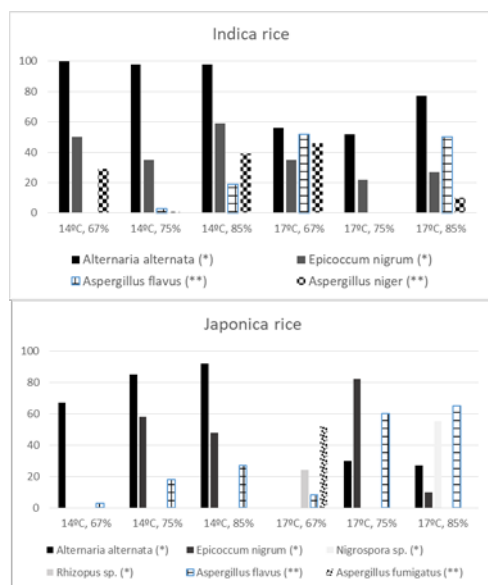 Indica rice
100
80
60
40
20
0
14ºC, 67% 14ºC, 75% 14ºC, 85% 17ºC, 67% 17ºC, 75% 17ºC, 85%
Alternaria alternata (*) Epicoccum nigrum (*)
Aspergillus flavus (**) Aspergillus niger (**)
Japonica rice
100
80
60
40
20
0
14ºC, 67% 14ºC, 75% 14ºC, 85% 17ºC, 67% 17ºC, 75% 17ºC, 85%
Alternaria alternata (*) Epicoccum nigrum (*) Nigrospora sp. (*)
Rhizopus sp. (*) Aspergillus flavus (**) Aspergillus fumigatus (**)